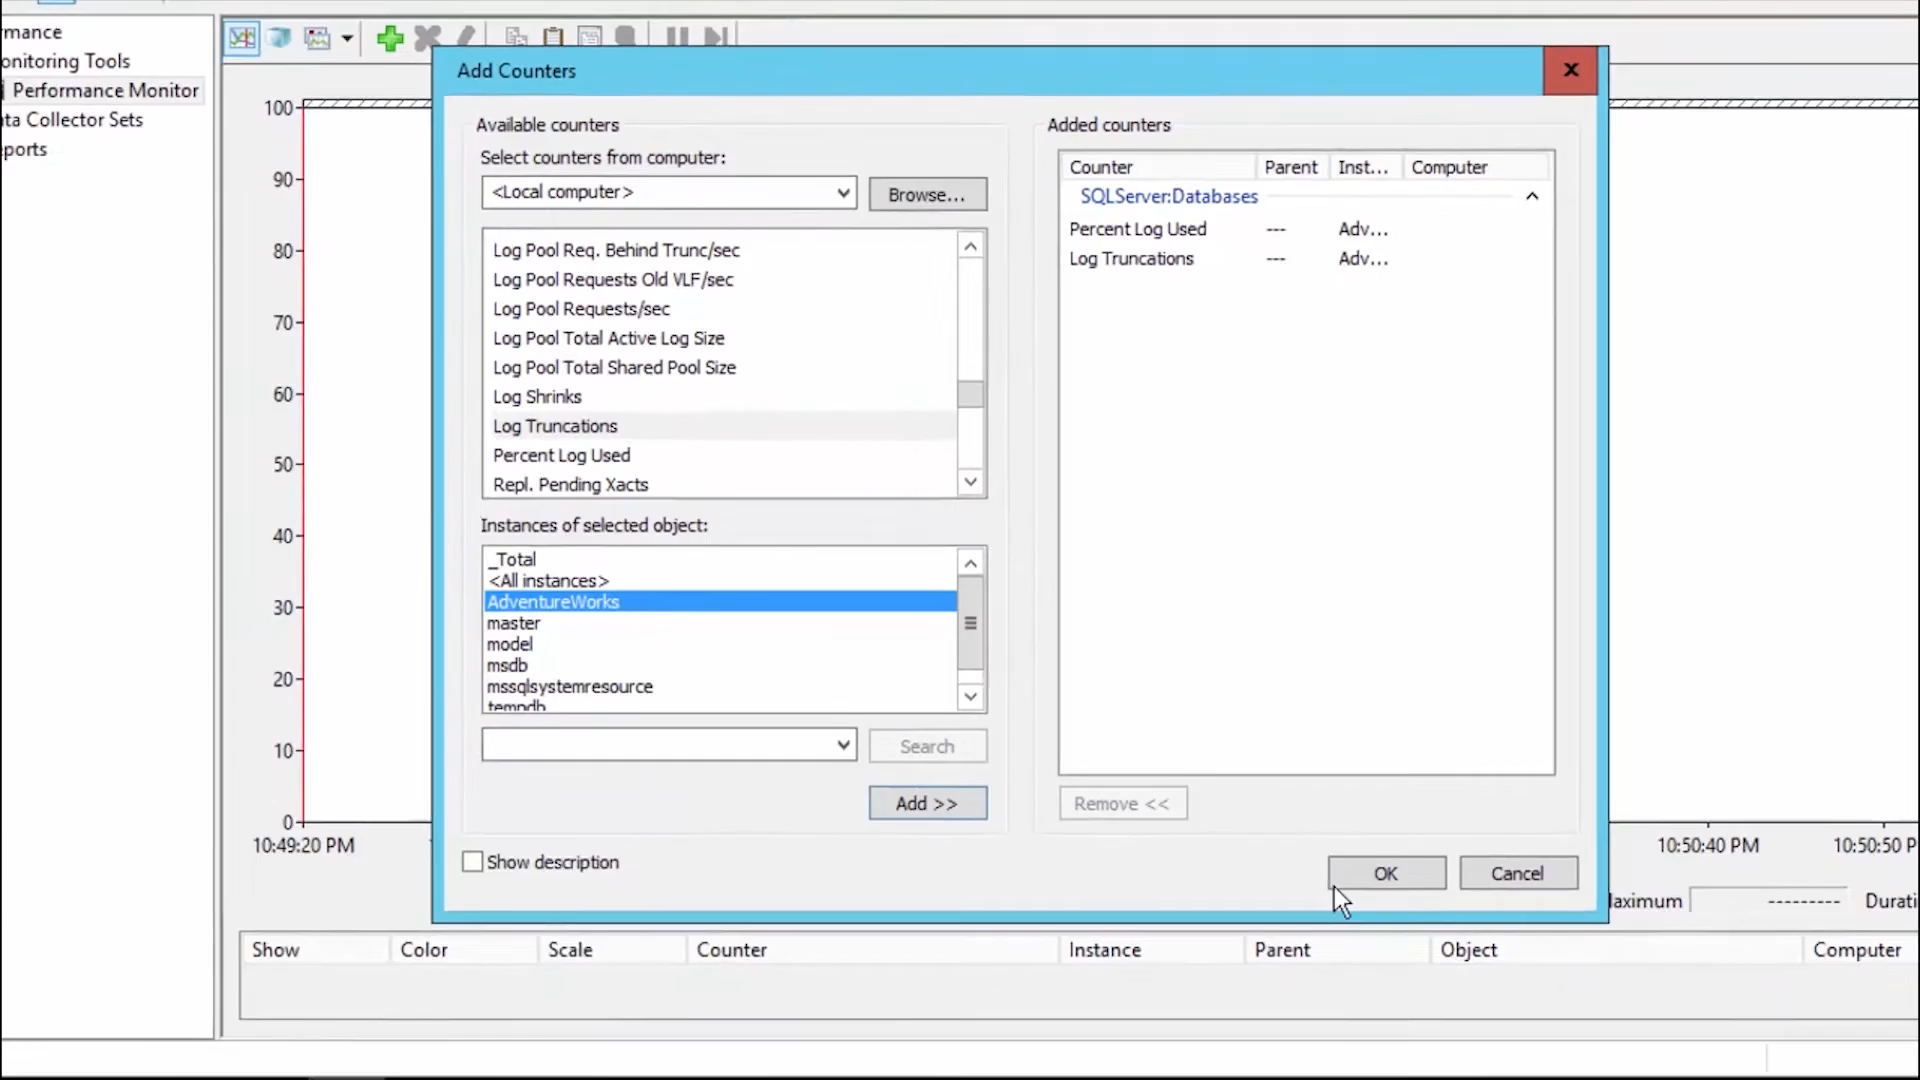 rmance
onitoring Tools
Performance Monitor
ta Collector Sets
ports
100
90
80
70
60
50
40
30
20
10
0
10:49:20 PM
10:50:40 PM
10:50:50 P
Add Counters
x
Available counters
Select counters from computer:
<Local computer>
Browse...
Log Pool Req. Behind Trunc/sec
Log Pool Requests Old VLF/sec
Log Pool Requests/sec
Log Pool Total Active Log Size
Log Pool Total Shared Pool Size
Log Shrinks
Log Truncations
Percent Log Used
Repl. Pending Xacts
Instances of selected object:
_Total
<All instances>
AdventureWorks
master
model
msdb
mssqlsystemresource
tempdb
Search
Add >>
Show description
Added counters
Counter Parent Inst... Computer
SQLServer:Databases
Percent Log Used --- Adv...
Log Truncations --- Adv...
Remove <<
OK
Cancel
laximum --------- Durati
Show Color Scale Counter Instance Parent Object Computer